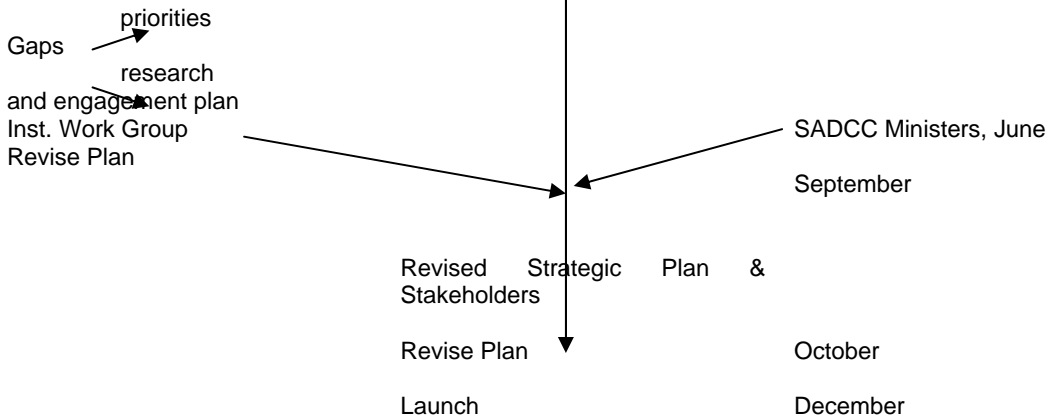 priorities
Gaps
research
and engagement plan
Inst. Work Group
Revise Plan
SADCC Ministers, June
September
Revised Strategic Plan &
Stakeholders
Revise Plan
October
Launch
December